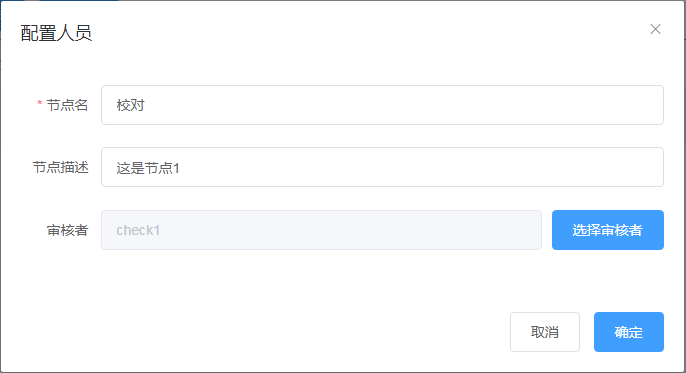 配置人员
* 节点名 校对
节点描述 这是节点1
审核者 check1 选择审核者
取消 确定